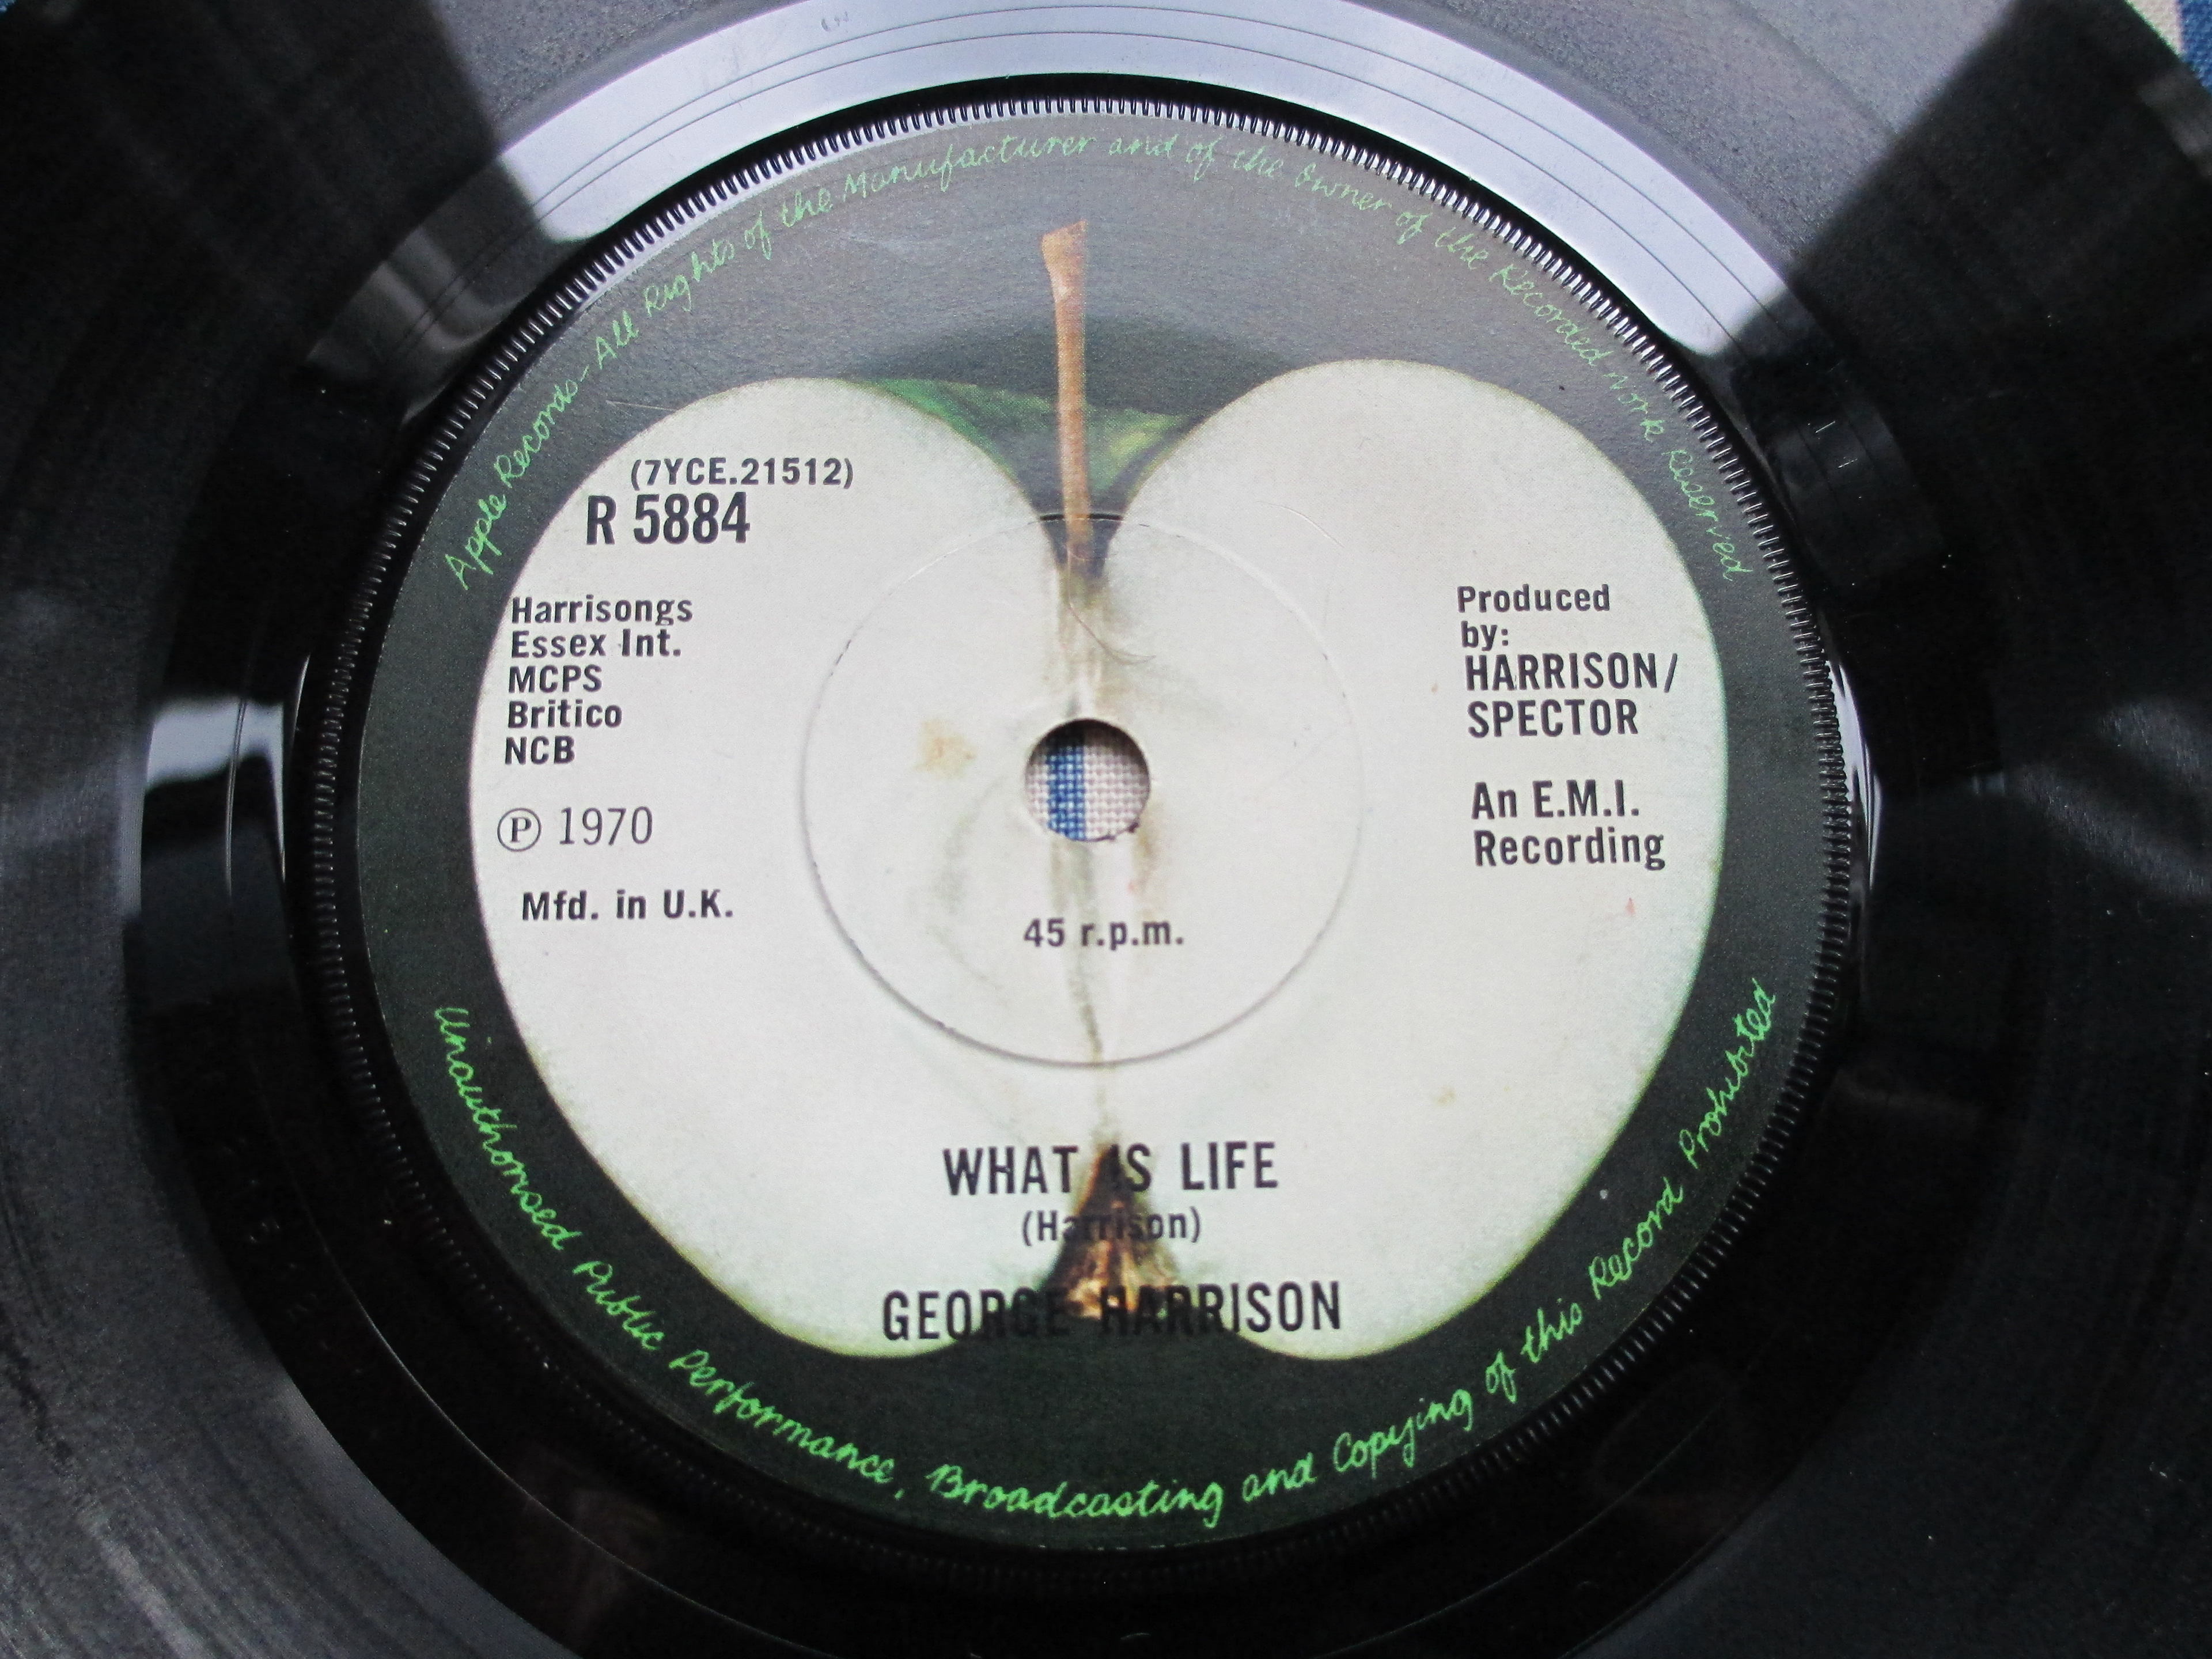 Apple Records - All Rights of the Manufacturer and of the Owner of the Recorded Work Reserved
(7YCE.21512)
R 5884
Harrisongs
Essex Int.
MCPS
Britico
NCB
℗ 1970
Mfd. in U.K.
Produced
by:
HARRISON/
SPECTOR
An E.M.I.
Recording
45 r.p.m.
WHAT IS LIFE
(Harrison)
GEORGE HARRISON
Unauthorised Public Performance, Broadcasting and Copying of this Record Prohibited